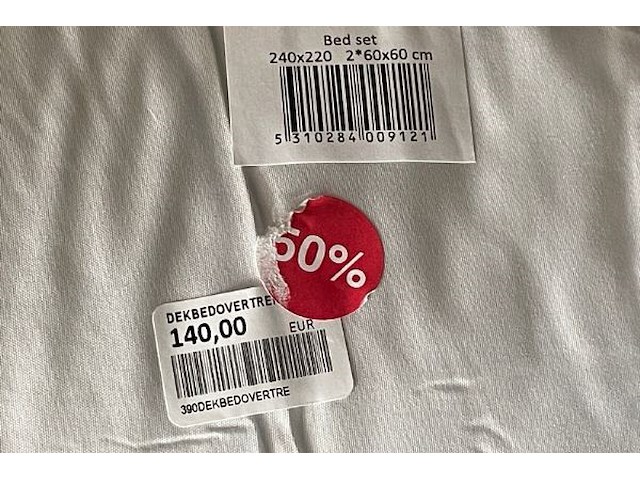 Bed set
240x220 2*60x60 cm
5 310284 009121
50%
DEKBEDOVERTRE
140,00 EUR
390DEKBEDOVERTRE